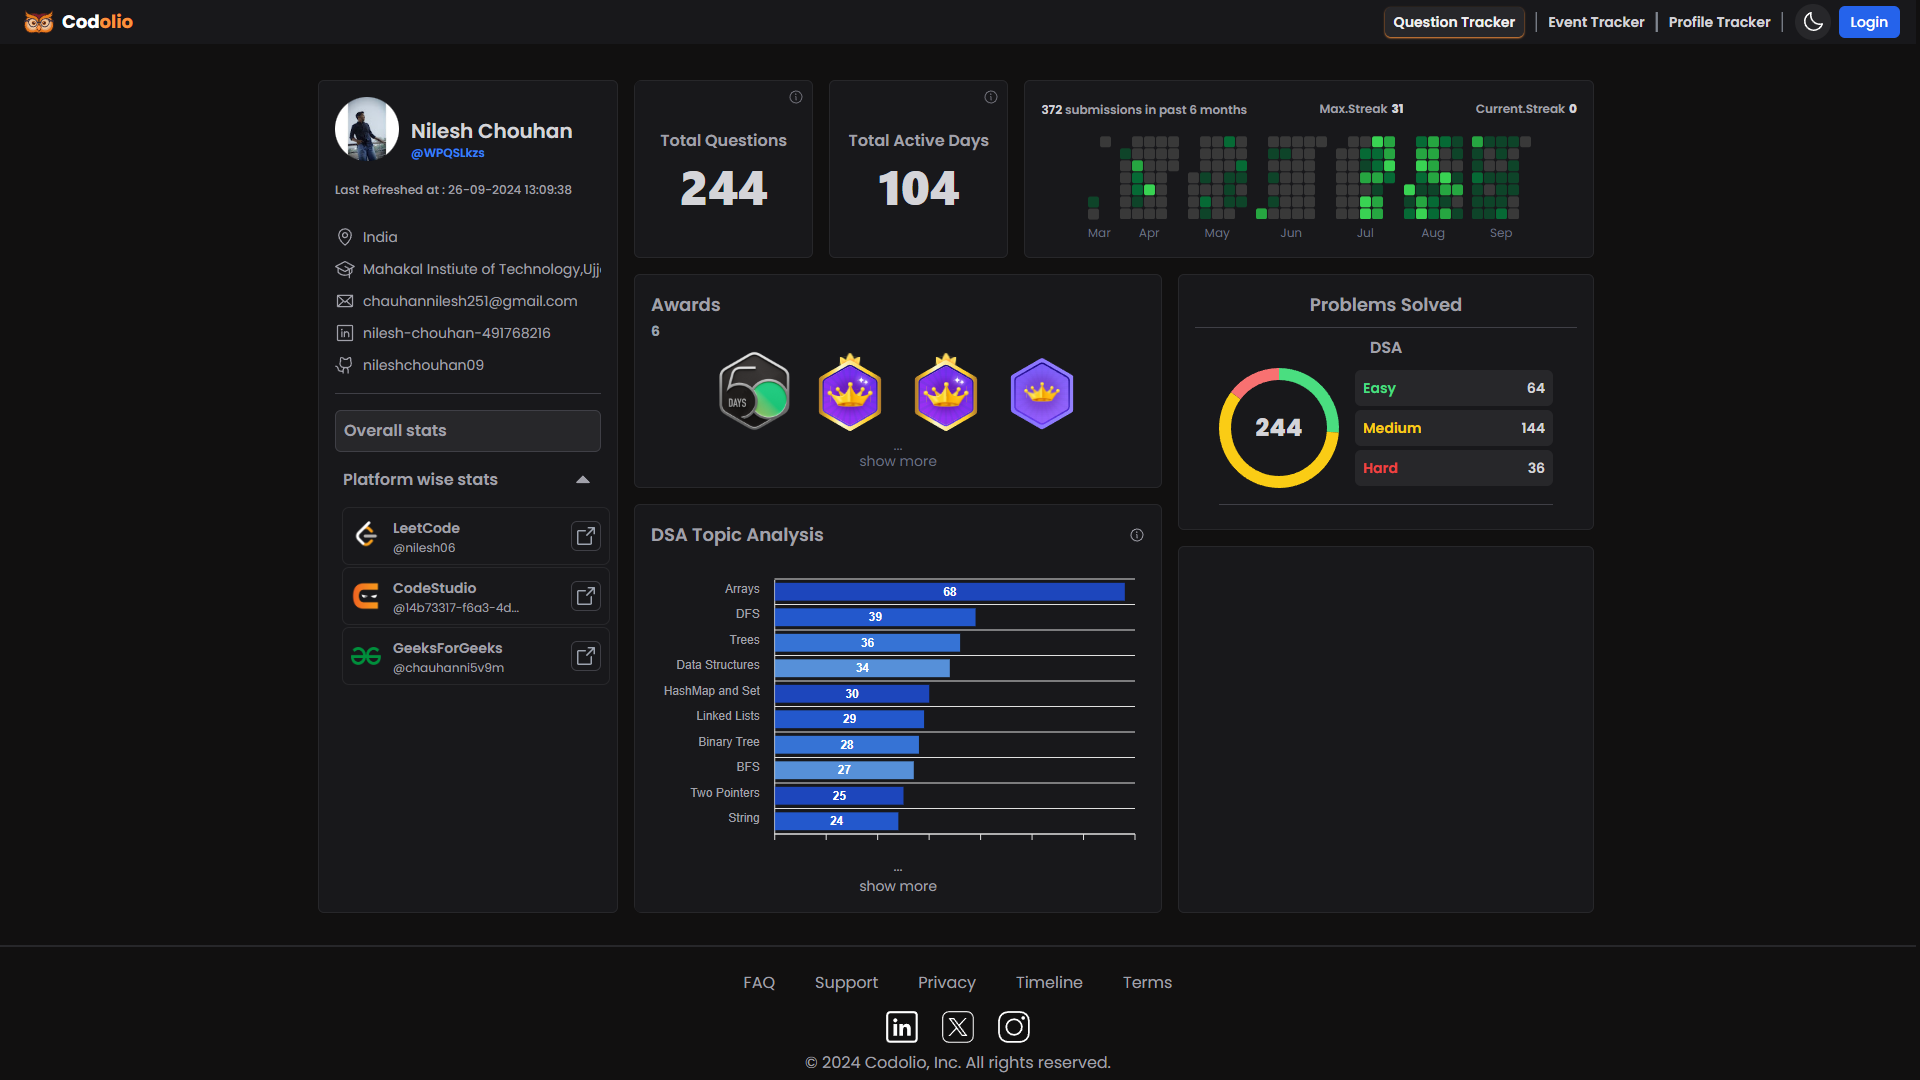 Codolio
Question Tracker
Event Tracker
Profile Tracker
Login
Nilesh Chouhan
@WPQSLkzs
Last Refreshed at : 26-09-2024 13:09:38
India
Mahakal Instiute of Technology,Ujj
chauhannilesh251@gmail.com
nilesh-chouhan-491768216
nileshchouhan09
Overall stats
Platform wise stats
LeetCode
@nilesh06
CodeStudio
@14b73317-f6a3-4d...
GeeksForGeeks
@chauhanni5v9m
Total Questions
244
Total Active Days
104
372 submissions in past 6 months
Max.Streak 31
Current.Streak 0
Mar Apr May Jun Jul Aug Sep
Awards
6
50
DAYS
...
show more
Problems Solved
DSA
244
Easy 64
Medium 144
Hard 36
DSA Topic Analysis
Arrays 68
DFS 39
Trees 36
Data Structures 34
HashMap and Set 30
Linked Lists 29
Binary Tree 28
BFS 27
Two Pointers 25
String 24
...
show more
FAQ Support Privacy Timeline Terms
© 2024 Codolio, Inc. All rights reserved.